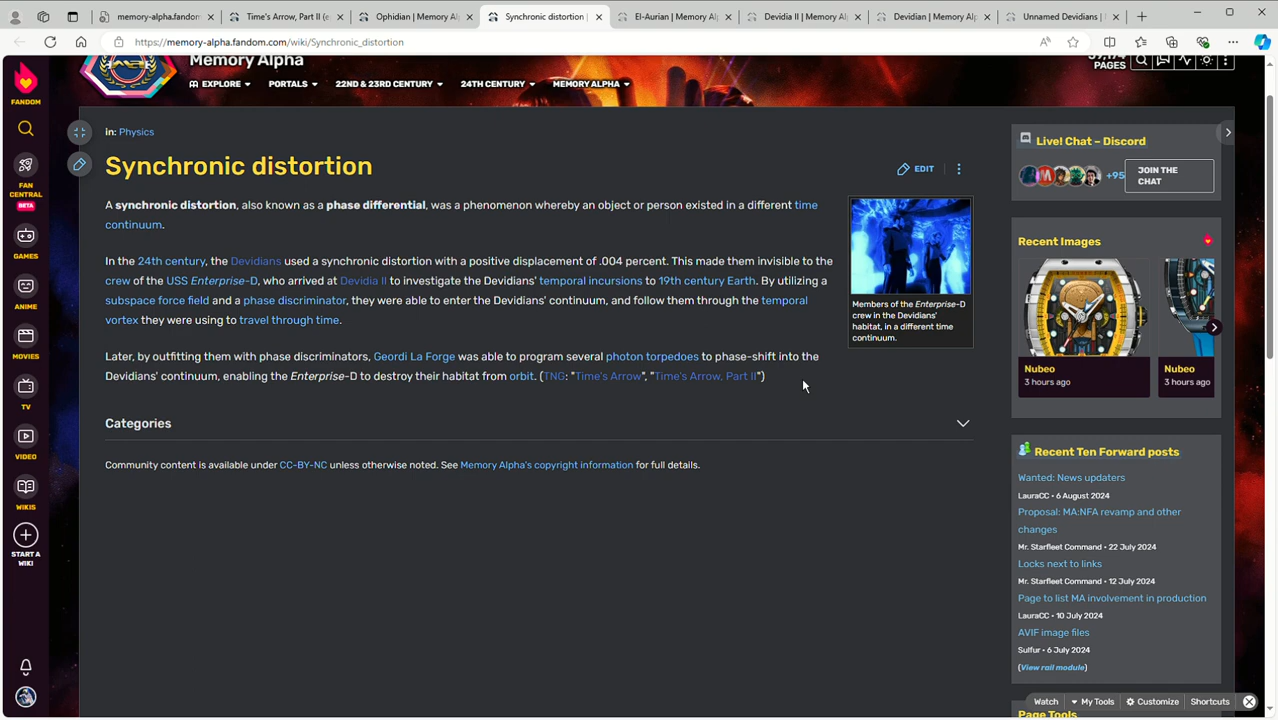 memory-alpha.fandom
Time's Arrow, Part II (e
Ophidian | Memory Al
Synchronic distortion |
El-Aurian | Memory Al
Devidia II | Memory Al
Devidian | Memory Alp
Unnamed Devidians | M
https://memory-alpha.fandom.com/wiki/Synchronic_distortion
Memory Alpha
PAGES
EXPLORE
PORTALS
22ND & 23RD CENTURY
24TH CENTURY
MEMORY ALPHA
FANDOM
FAN CENTRAL
BETA
GAMES
ANIME
MOVIES
TV
VIDEO
WIKIS
START A WIKI
in: Physics
Synchronic distortion
EDIT
A synchronic distortion, also known as a phase differential, was a phenomenon whereby an object or person existed in a different time
continuum.
In the 24th century, the Devidians used a synchronic distortion with a positive displacement of .004 percent. This made them invisible to the
crew of the USS Enterprise-D, who arrived at Devidia II to investigate the Devidians' temporal incursions to 19th century Earth. By utilizing a
subspace force field and a phase discriminator, they were able to enter the Devidians' continuum, and follow them through the temporal
vortex they were using to travel through time.
Later, by outfitting them with phase discriminators, Geordi La Forge was able to program several photon torpedoes to phase-shift into the
Devidians' continuum, enabling the Enterprise-D to destroy their habitat from orbit. (TNG: "Time's Arrow", "Time's Arrow, Part II")
Members of the Enterprise-D
crew in the Devidians'
habitat, in a different time
continuum.
Categories
Community content is available under CC-BY-NC unless otherwise noted. See Memory Alpha's copyright information for full details.
Live! Chat – Discord
+95
JOIN THE
CHAT
Recent Images
Nubeo
3 hours ago
Nubeo
3 hours ago
Recent Ten Forward posts
Wanted: News updaters
LauraCC • 6 August 2024
Proposal: MA:NFA revamp and other
changes
Mr. Starfleet Command • 22 July 2024
Locks next to links
Mr. Starfleet Command • 12 July 2024
Page to list MA involvement in production
LauraCC • 10 July 2024
AVIF image files
Sulfur • 6 July 2024
(View rail module)
Page Tools
Watch
My Tools
Customize
Shortcuts